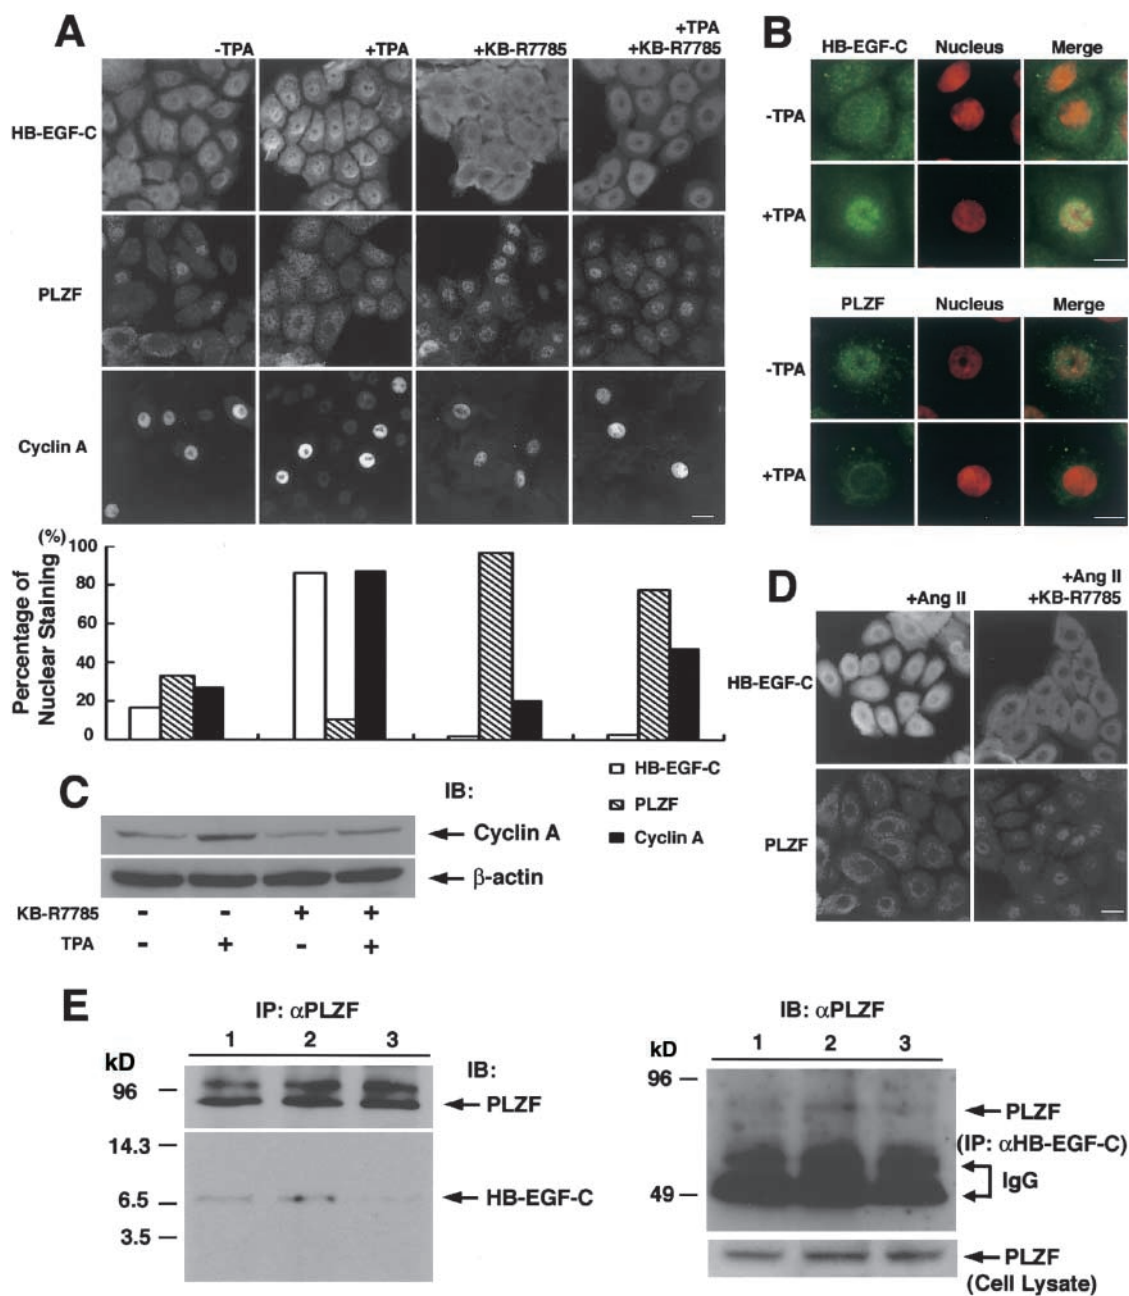 A
-TPA
+TPA
+KB-R7785
+TPA
+KB-R7785
HB-EGF-C
PLZF
Cyclin A
(%)
100
80
60
40
20
0
Percentage of
Nuclear Staining
HB-EGF-C
PLZF
Cyclin A
B
HB-EGF-C Nucleus Merge
-TPA
+TPA
PLZF Nucleus Merge
-TPA
+TPA
C
IB:
Cyclin A
β-actin
KB-R7785 - - + +
TPA - + - +
D
+Ang II
+Ang II
+KB-R7785
HB-EGF-C
PLZF
E
IP: αPLZF
1 2 3
kD
IB:
96
PLZF
14.3
6.5
HB-EGF-C
3.5
IB: αPLZF
1 2 3
kD
96
PLZF
(IP: αHB-EGF-C)
IgG
49
PLZF
(Cell Lysate)